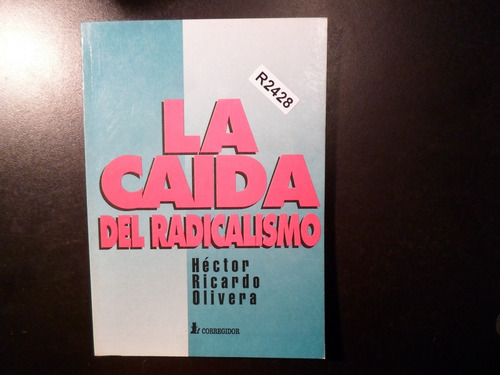 R2428
LA
CAIDA
DEL RADICALISMO
Héctor
Ricardo
Olivera
CORREGIDOR